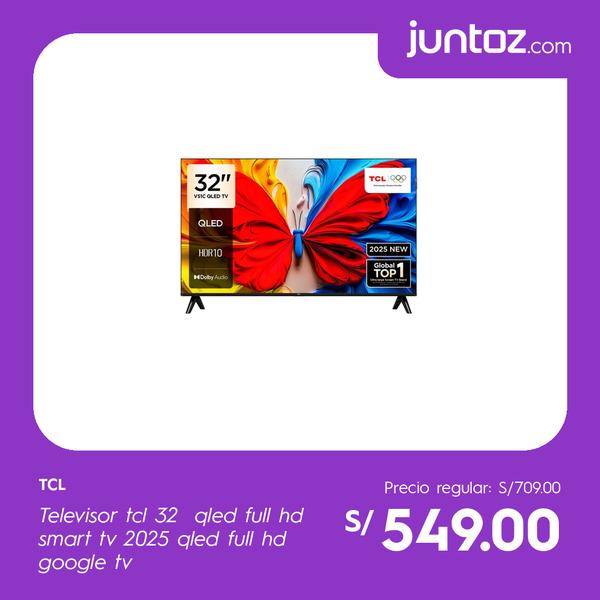 juntoz.com
32"
V51C QLED TV
QLED
HDR10
Dolby Audio
TCL
2025 NEW
Global
TOP 1
TCL
Televisor tcl 32 qled full hd
smart tv 2025 qled full hd
google tv
Precio regular: S/709.00
S/ 549.00